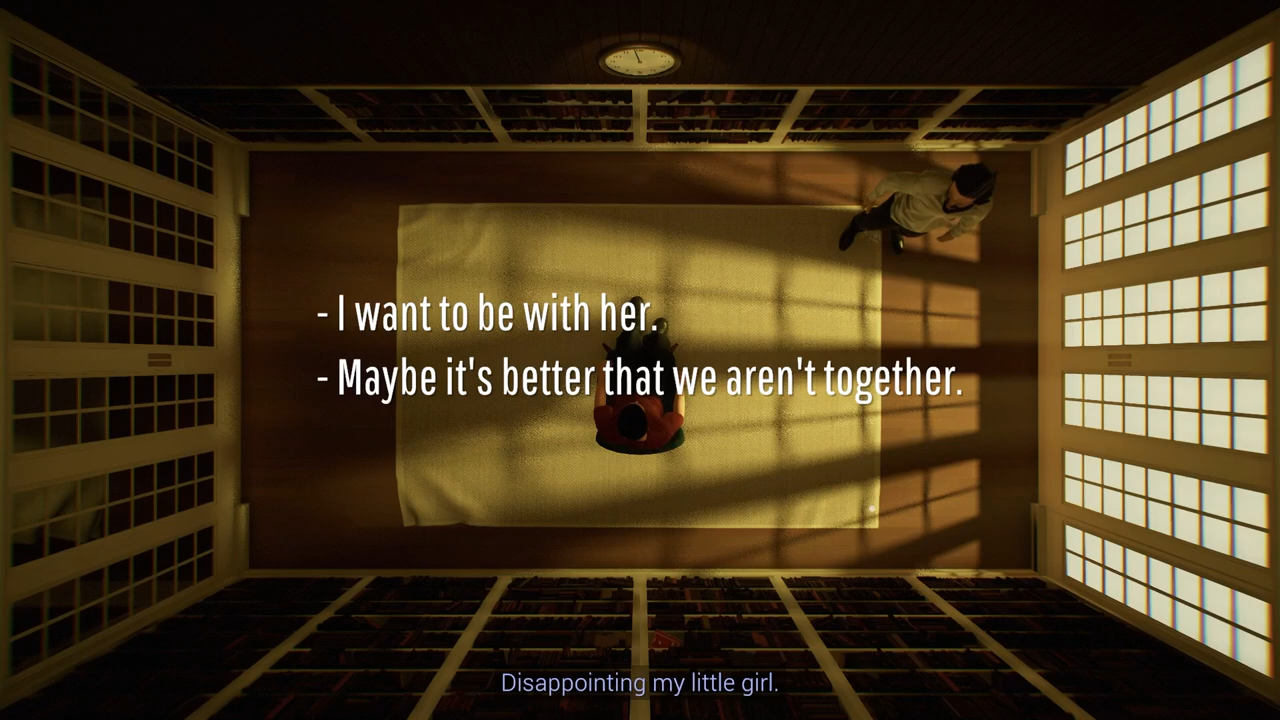 - I want to be with her.
- Maybe it's better that we aren't together.
Disappointing my little girl.